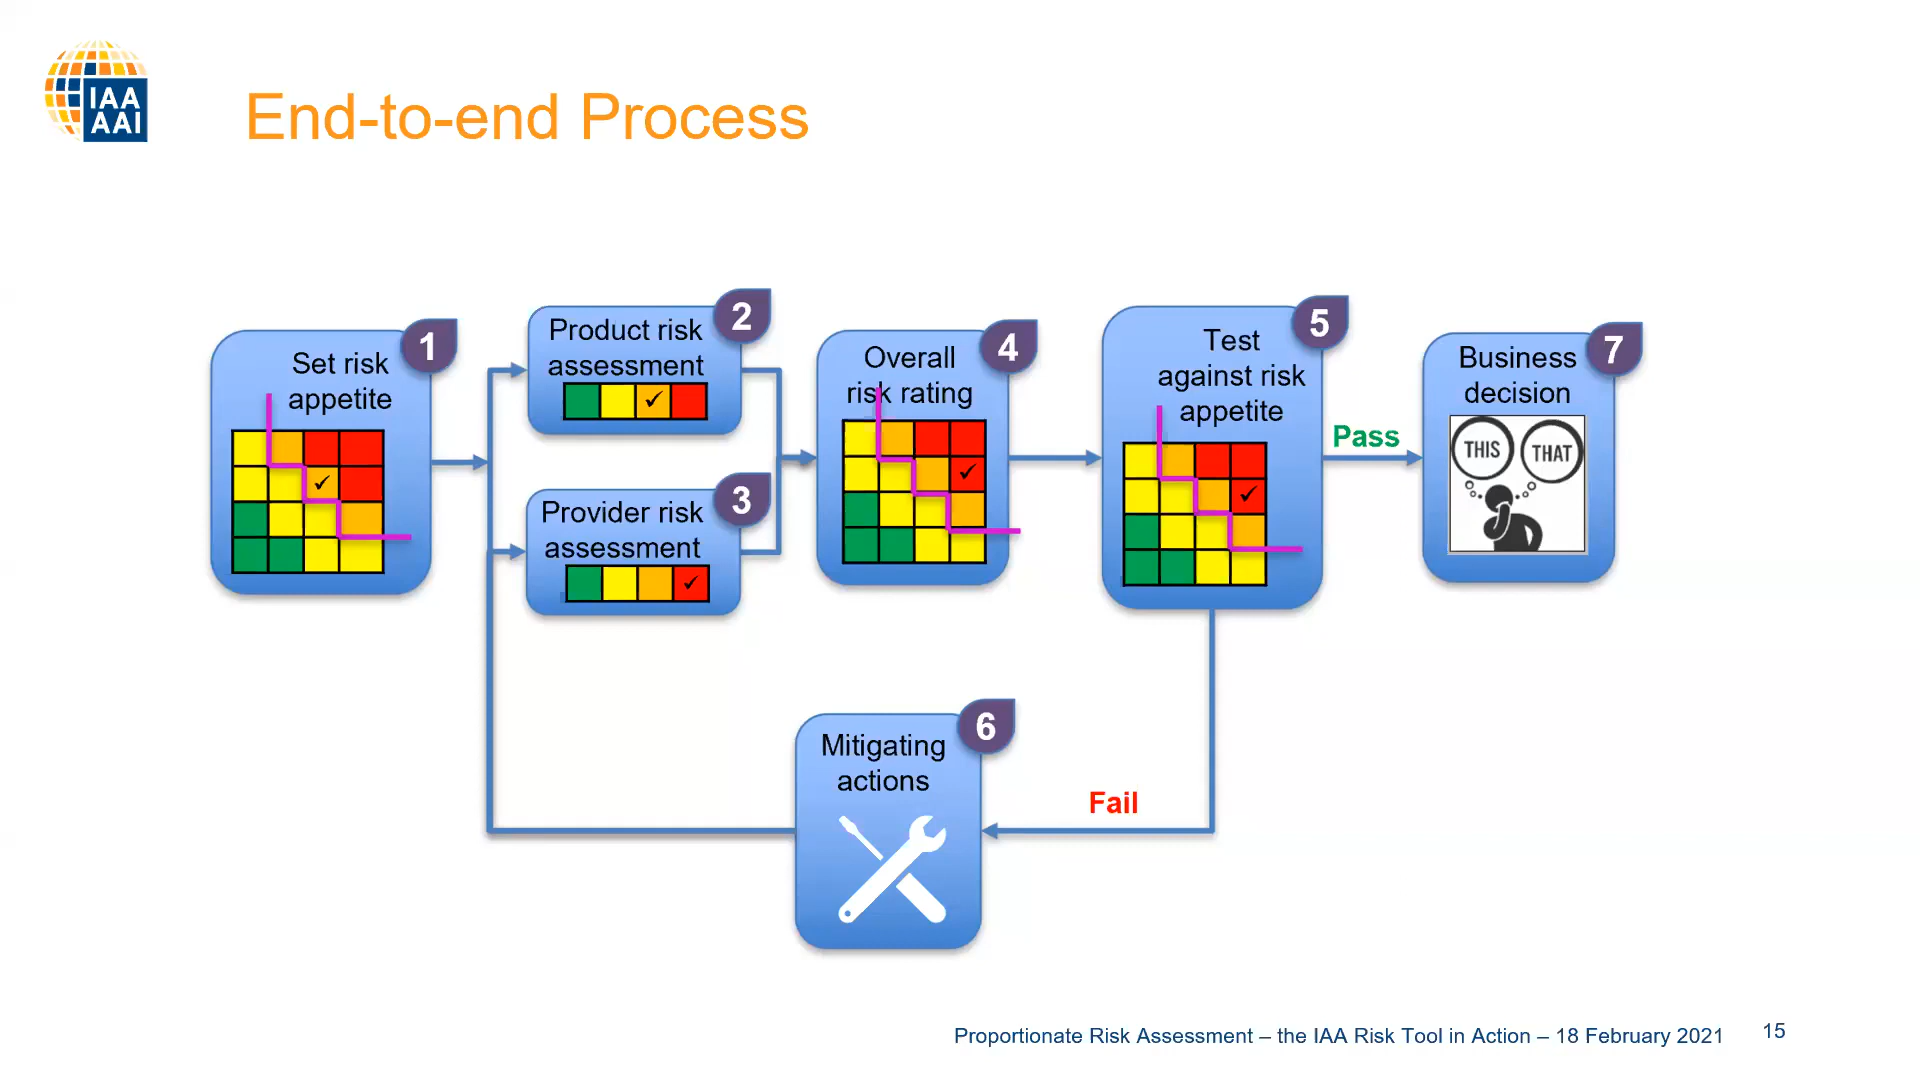 IAA
AAI
End-to-end Process
1
Set risk
appetite
2
Product risk
assessment
3
Provider risk
assessment
4
Overall
risk rating
5
Test
against risk
appetite
Pass
7
Business
decision
THIS
THAT
6
Mitigating
actions
Fail
Proportionate Risk Assessment – the IAA Risk Tool in Action – 18 February 2021
15